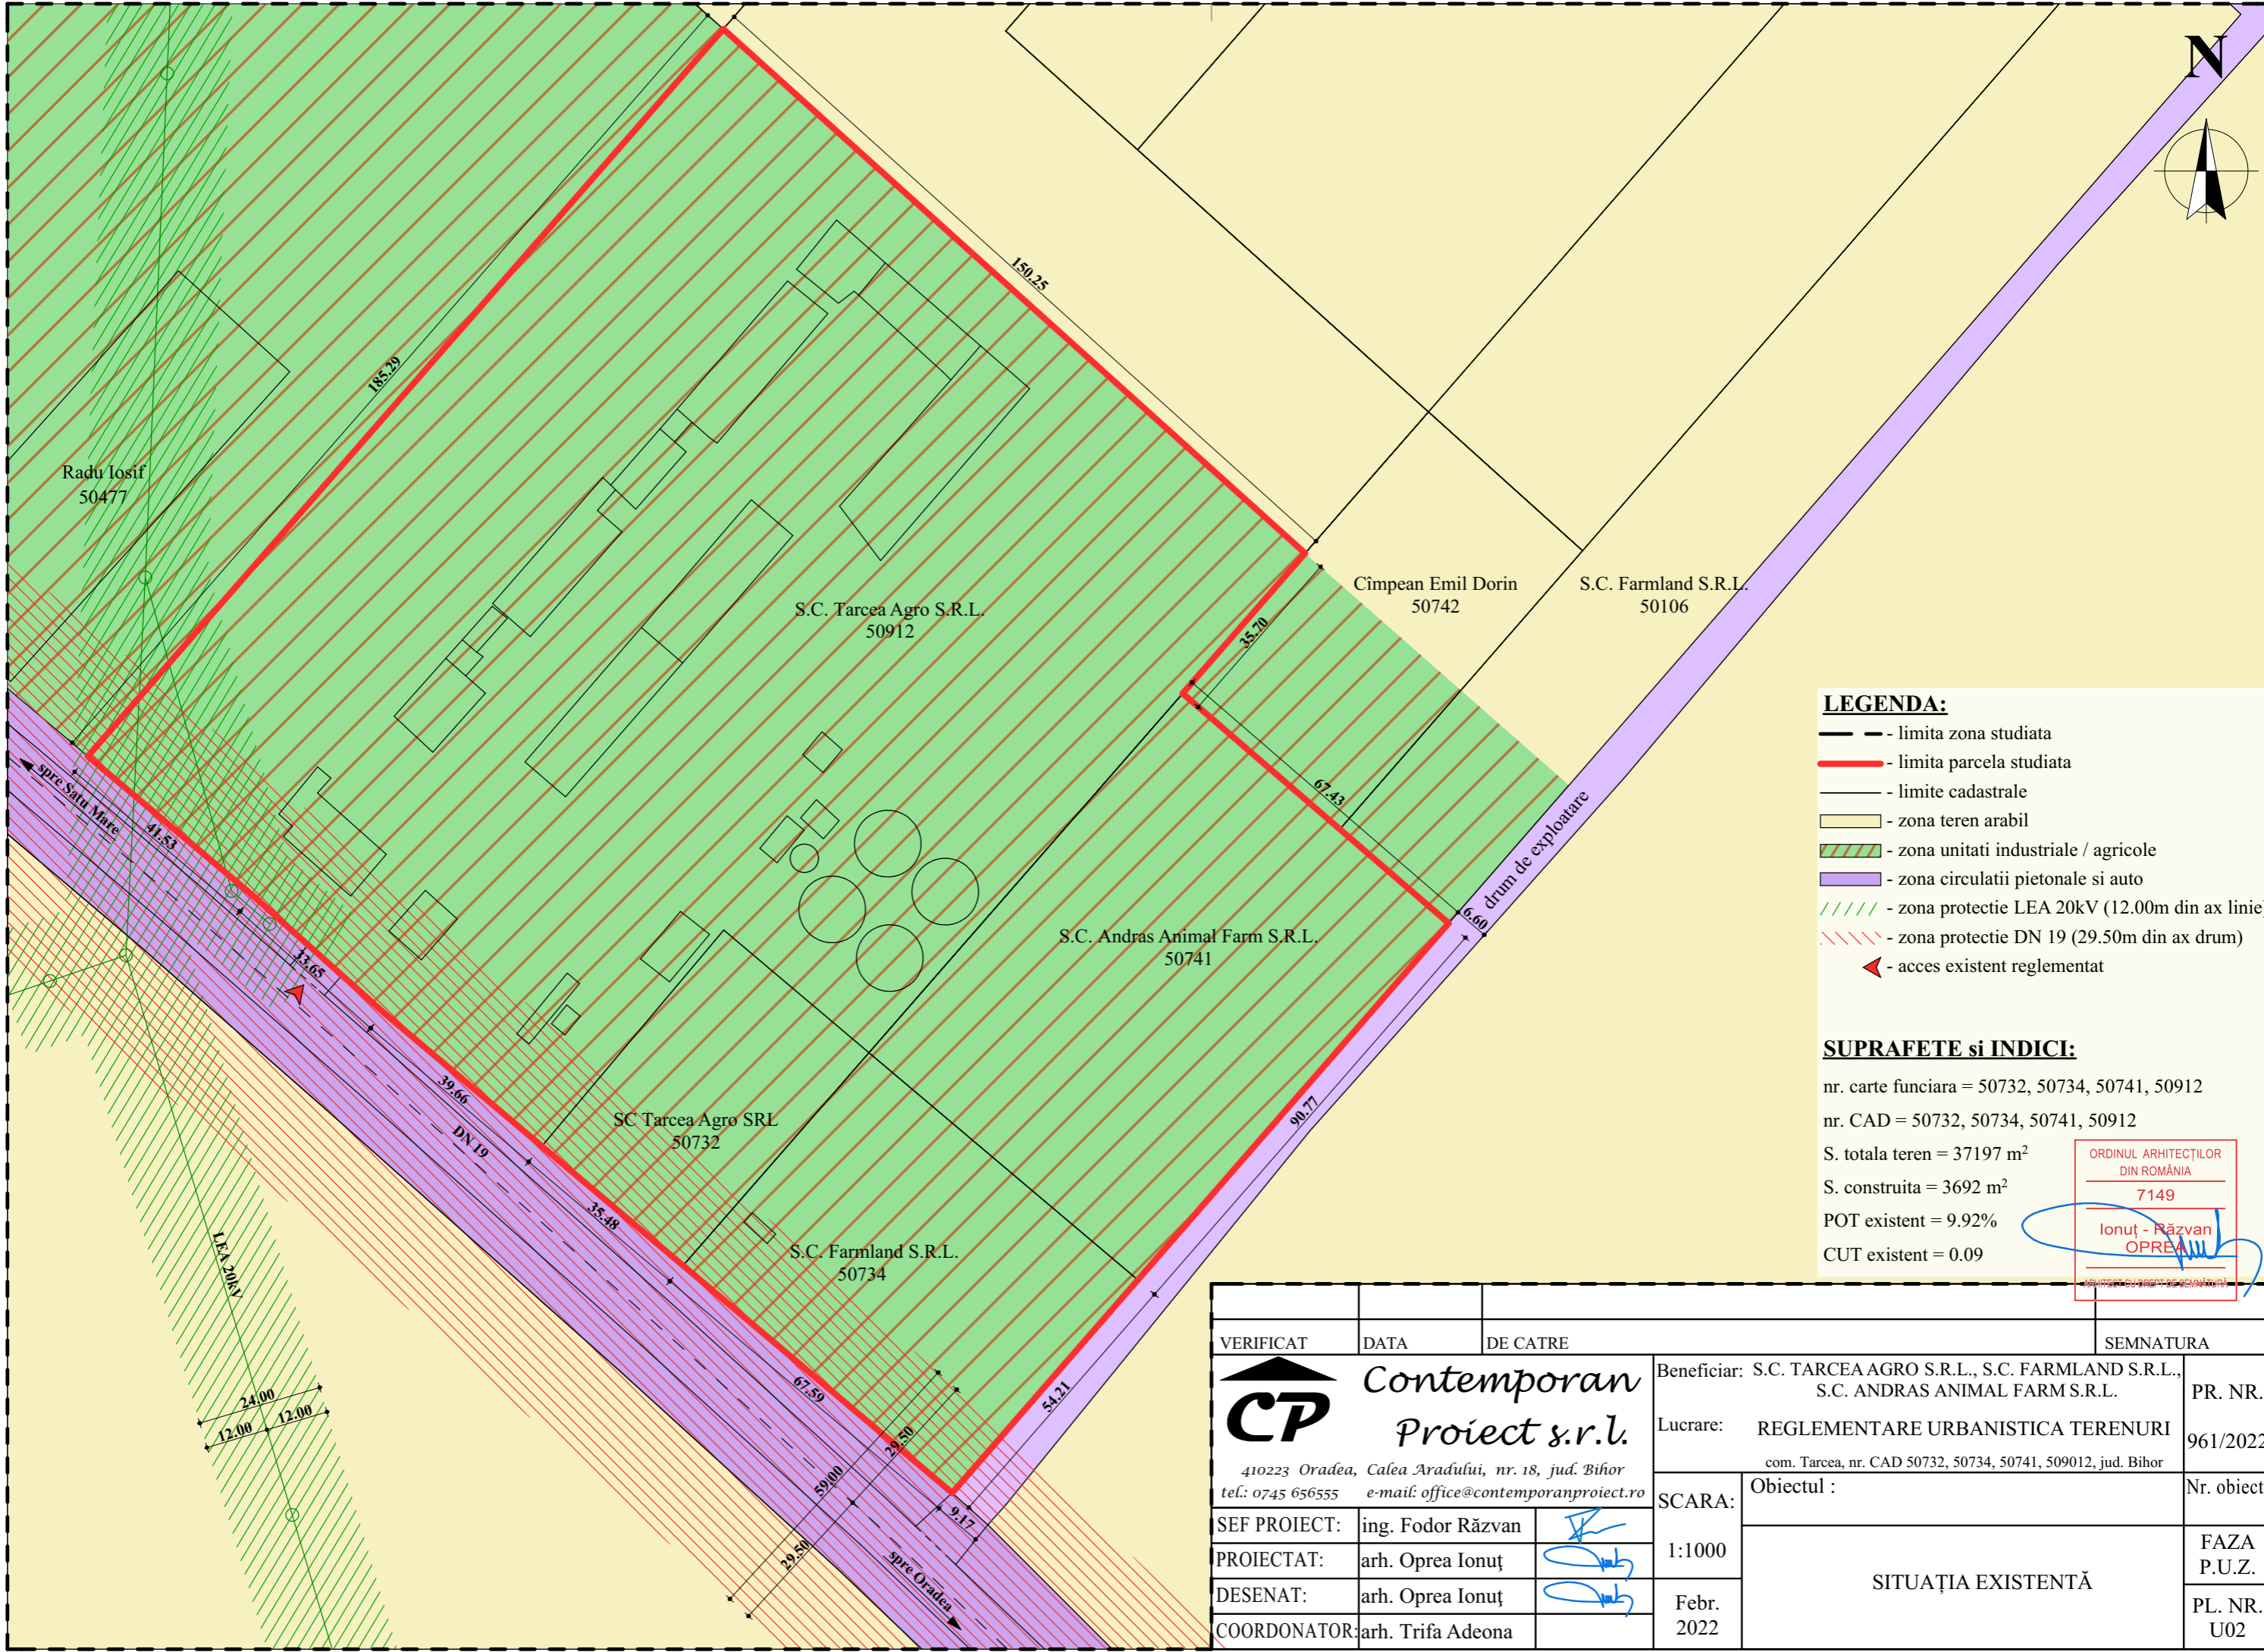 N
150.25
185.29
Radu Iosif
50477
S.C. Tarcea Agro S.R.L.
50912
Cîmpean Emil Dorin
50742
S.C. Farmland S.R.L.
50106
35.70
67.43
drum de exploatare
6.60
spre Satu Mare
41.53
33.65
S.C. Andras Animal Farm S.R.L.
50741
39.66
DN 19
SC Tarcea Agro SRL
50732
90.77
35.48
S.C. Farmland S.R.L.
50734
LEA 20kV
24.00
12.00
12.00
67.59
54.21
29.50
59.00
29.50
9.17
spre Oradea
LEGENDA:
- limita zona studiata
- limita parcela studiata
- limite cadastrale
- zona teren arabil
- zona unitati industriale / agricole
- zona circulatii pietonale si auto
- zona protectie LEA 20kV (12.00m din ax linie)
- zona protectie DN 19 (29.50m din ax drum)
- acces existent reglementat
SUPRAFETE si INDICI:
nr. carte funciara = 50732, 50734, 50741, 50912
nr. CAD = 50732, 50734, 50741, 50912
S. totala teren = 37197 m²
S. construita = 3692 m²
POT existent = 9.92%
CUT existent = 0.09
ORDINUL ARHITECȚILOR
DIN ROMÂNIA
7149
Ionuț - Răzvan
OPREA
ARHITECT CU DREPT DE SEMNĂTURĂ
VERIFICAT DATA DE CATRE SEMNATURA
CP
Contemporan
Proiect s.r.l.
410223 Oradea, Calea Aradului, nr. 18, jud. Bihor
tel.: 0745 656555 e-mail: office@contemporanproiect.ro
Beneficiar: S.C. TARCEA AGRO S.R.L., S.C. FARMLAND S.R.L.,
S.C. ANDRAS ANIMAL FARM S.R.L.
Lucrare: REGLEMENTARE URBANISTICA TERENURI
com. Tarcea, nr. CAD 50732, 50734, 50741, 509012, jud. Bihor
PR. NR.
961/2022
SEF PROIECT: ing. Fodor Răzvan
PROIECTAT: arh. Oprea Ionuţ
DESENAT: arh. Oprea Ionuţ
COORDONATOR: arh. Trifa Adeona
SCARA:
1:1000
Febr.
2022
Obiectul :
SITUAȚIA EXISTENTĂ
Nr. obiect
FAZA
P.U.Z.
PL. NR.
U02